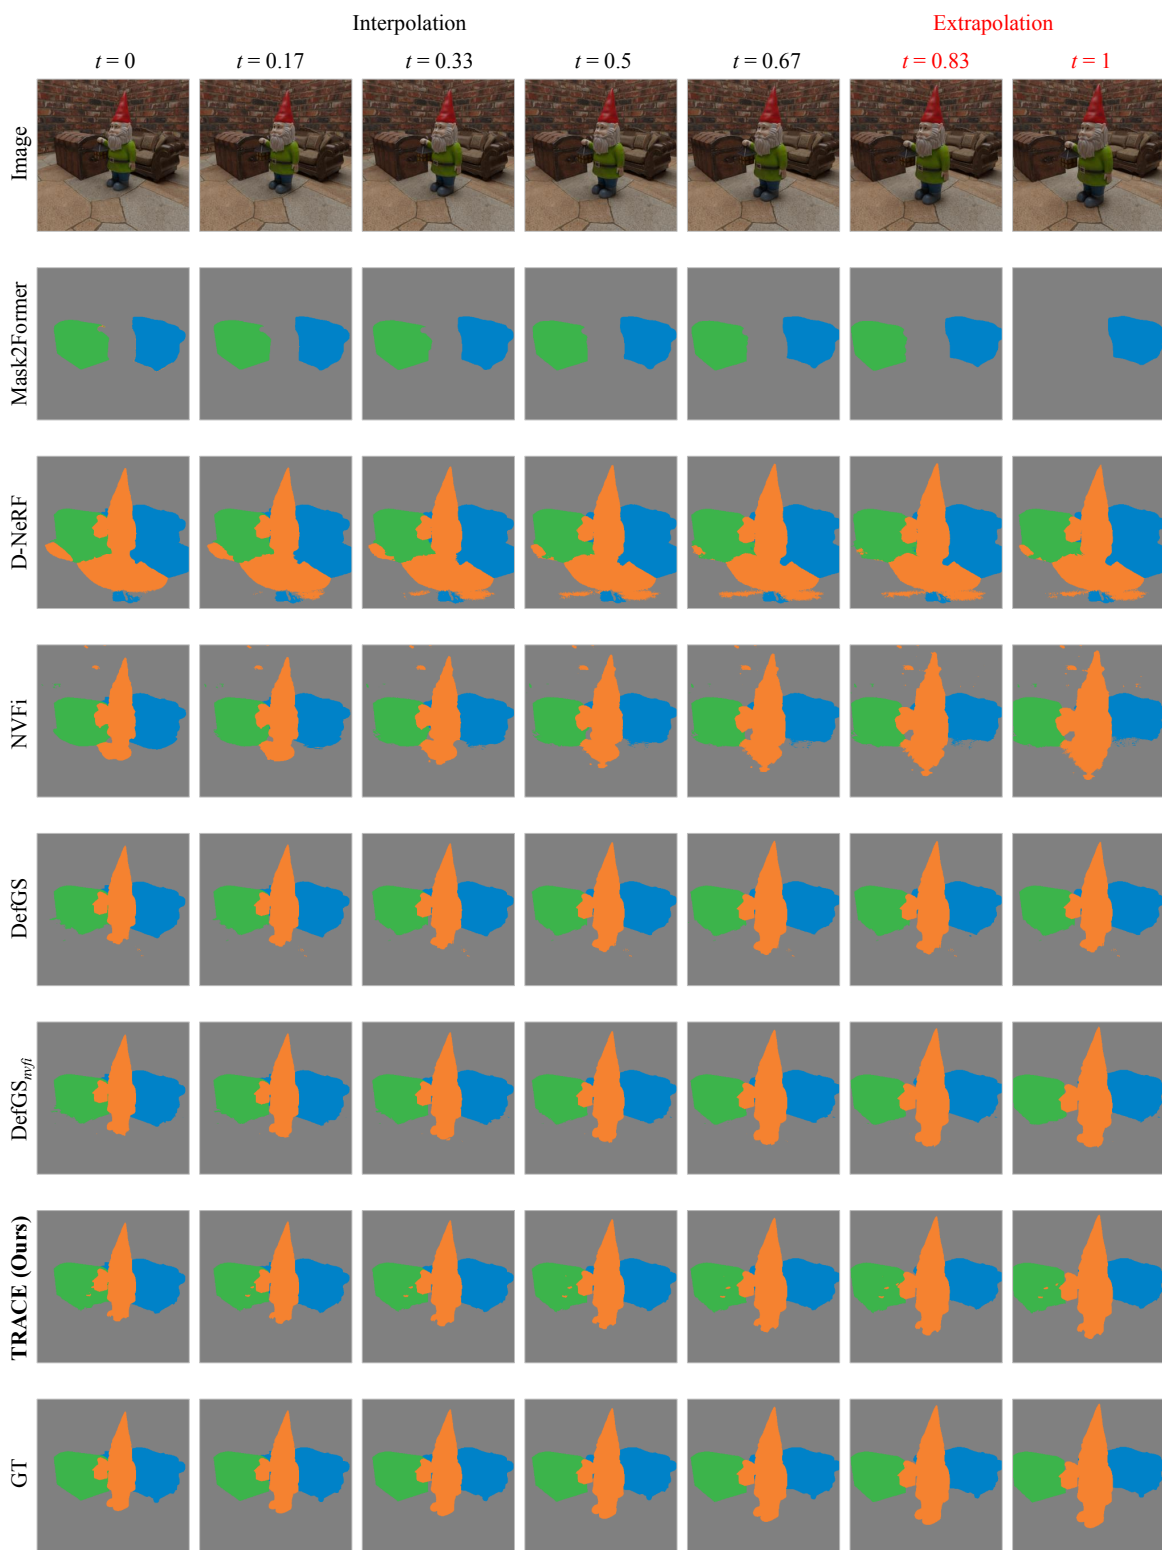 Interpolation Extrapolation
t = 0 t = 0.17 t = 0.33 t = 0.5 t = 0.67 t = 0.83 t = 1
Image
Mask2Former
D-NeRF
NVFi
DefGS
DefGS_nvfi
TRACE (Ours)
GT